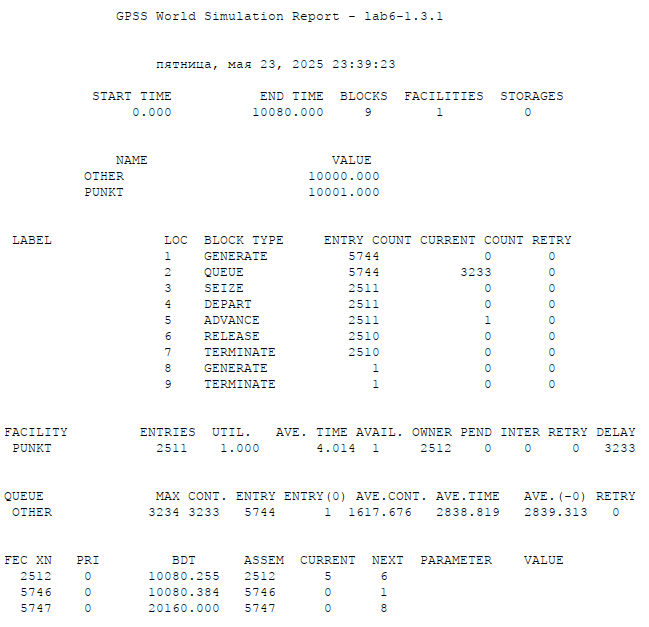 GPSS World Simulation Report - lab6-1.3.1
пятница, мая 23, 2025 23:39:23
START TIME END TIME BLOCKS FACILITIES STORAGES
0.000 10080.000 9 1 0
NAME VALUE
OTHER 10000.000
PUNKT 10001.000
LABEL LOC BLOCK TYPE ENTRY COUNT CURRENT COUNT RETRY
1 GENERATE 5744 0 0
2 QUEUE 5744 3233 0
3 SEIZE 2511 0 0
4 DEPART 2511 0 0
5 ADVANCE 2511 1 0
6 RELEASE 2510 0 0
7 TERMINATE 2510 0 0
8 GENERATE 1 0 0
9 TERMINATE 1 0 0
FACILITY ENTRIES UTIL. AVE. TIME AVAIL. OWNER PEND INTER RETRY DELAY
PUNKT 2511 1.000 4.014 1 2512 0 0 0 3233
QUEUE MAX CONT. ENTRY ENTRY(0) AVE.CONT. AVE.TIME AVE.(-0) RETRY
OTHER 3234 3233 5744 1 1617.676 2838.819 2839.313 0
FEC XN PRI BDT ASSEM CURRENT NEXT PARAMETER VALUE
2512 0 10080.255 2512 5 6
5746 0 10080.384 5746 0 1
5747 0 20160.000 5747 0 8